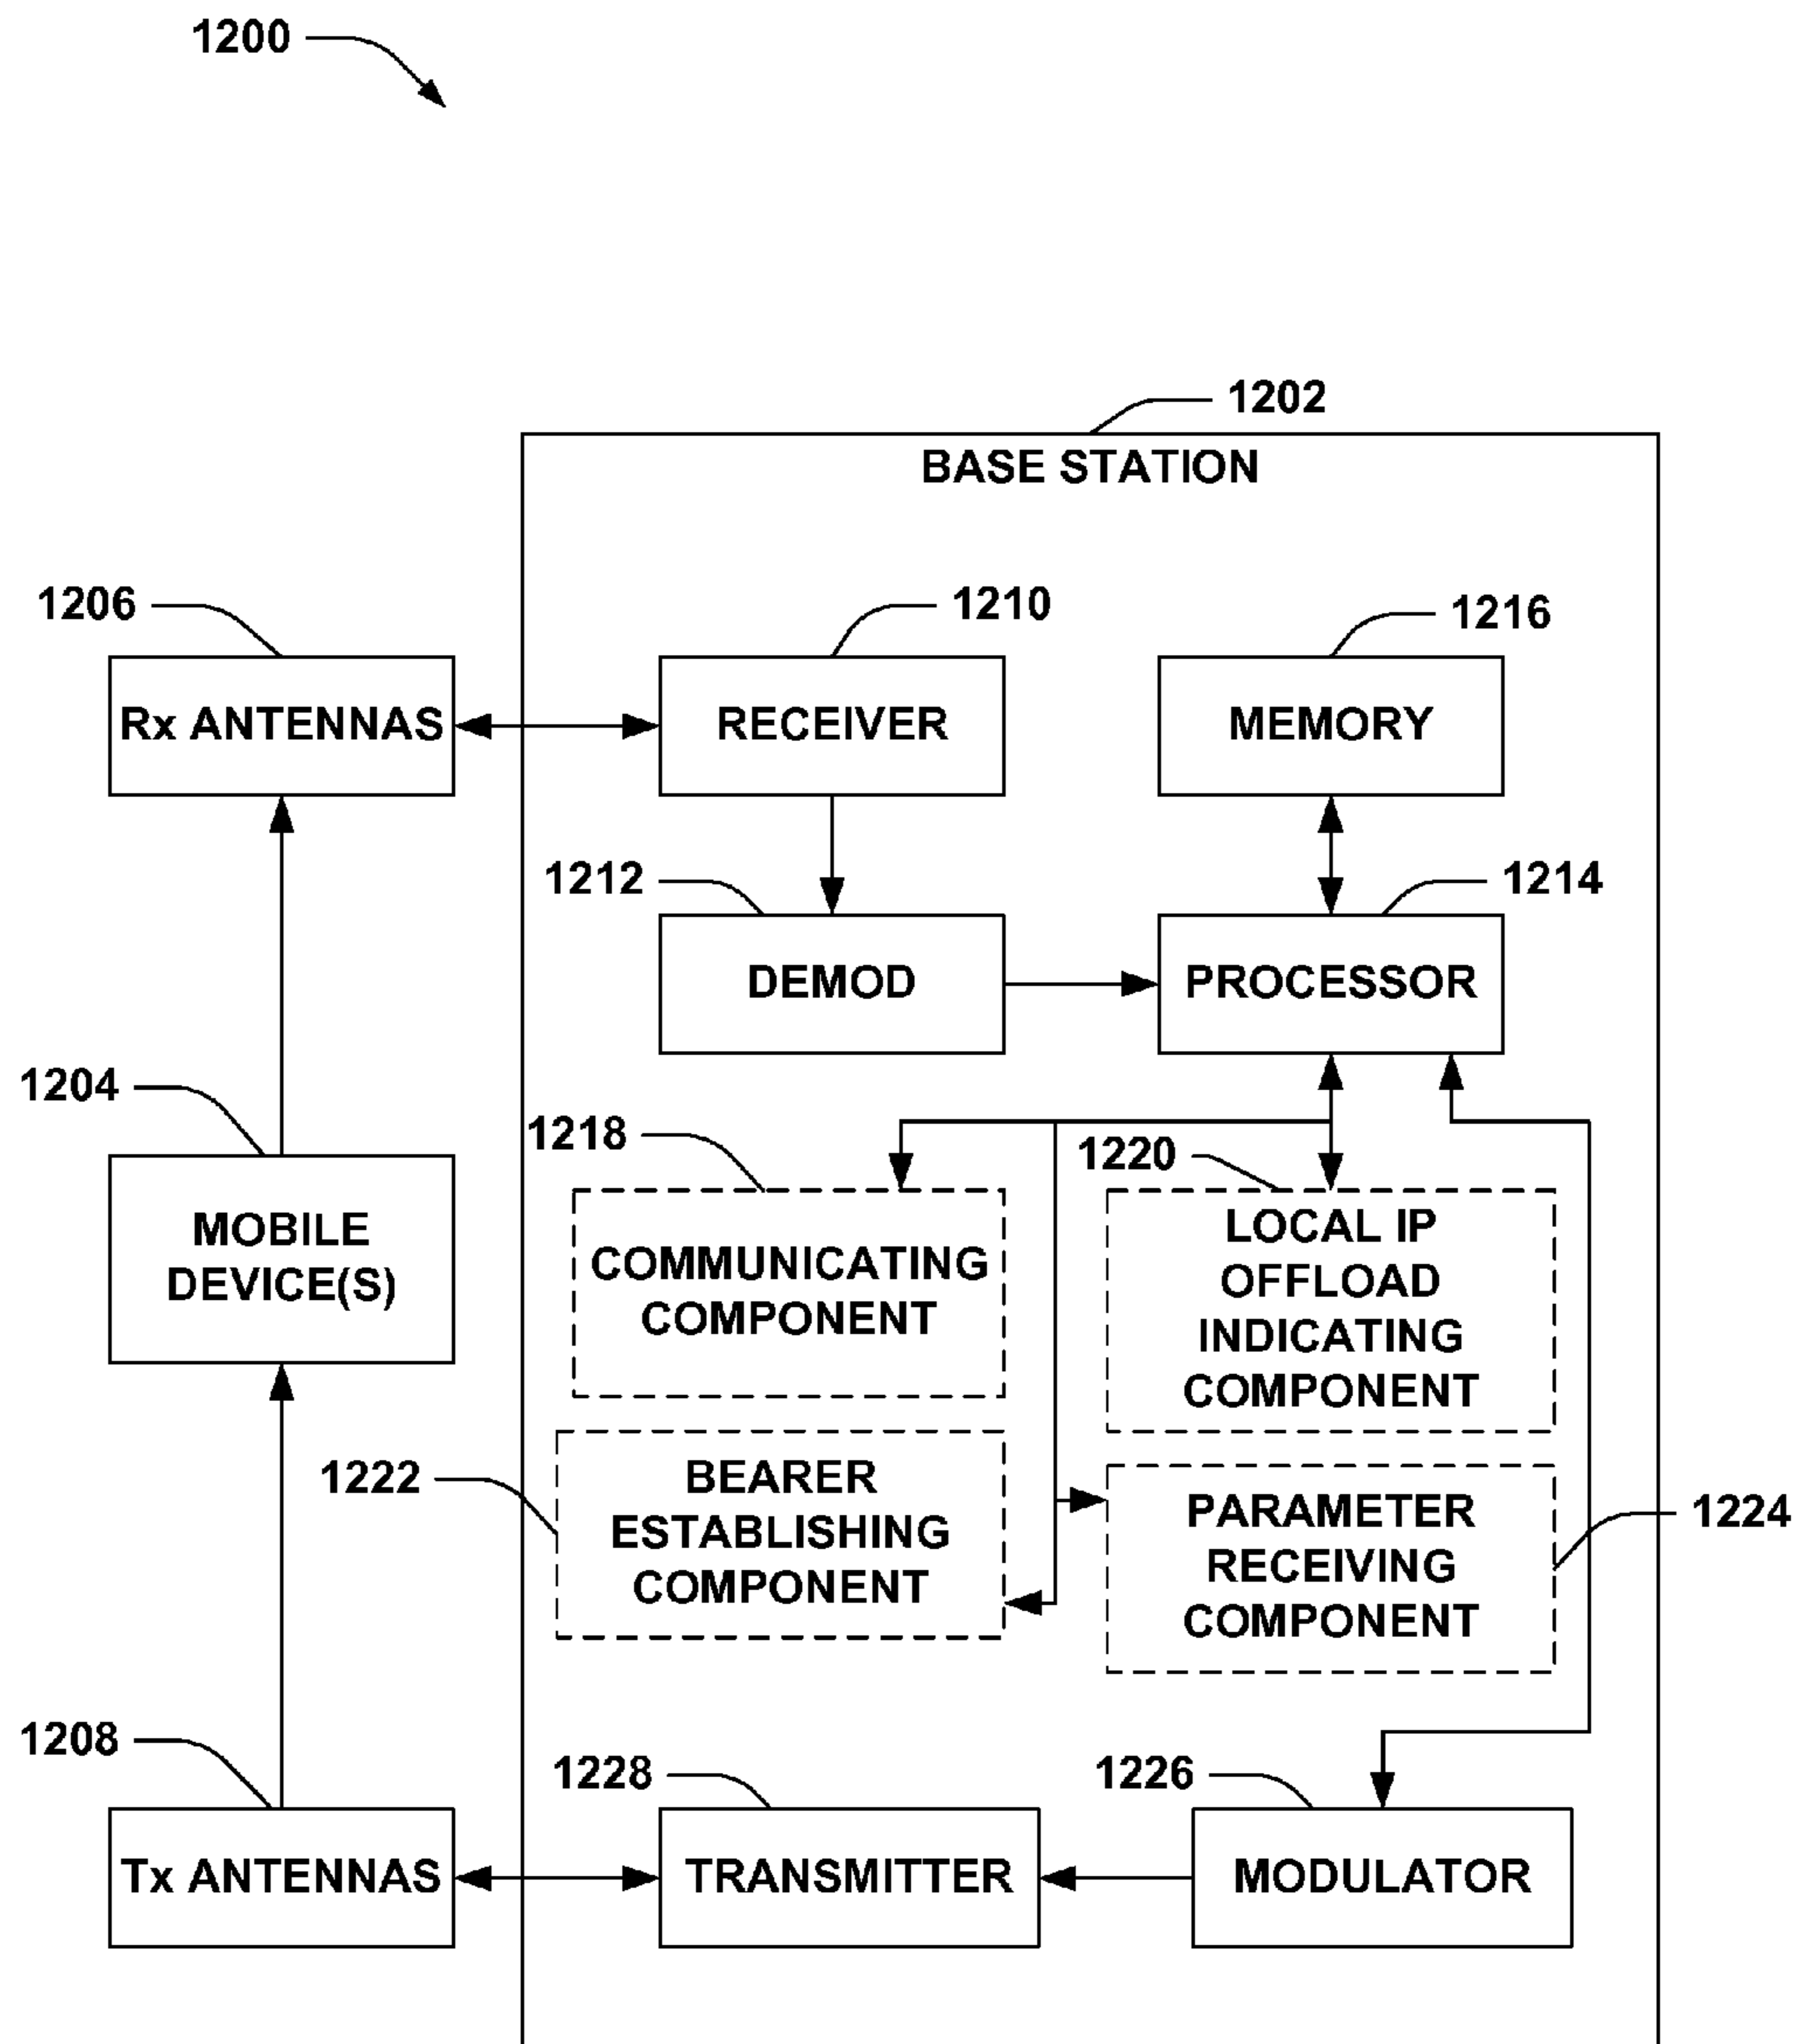 1200
1202
BASE STATION
1206
1210
1216
Rx ANTENNAS
RECEIVER
MEMORY
1212
1214
DEMOD
PROCESSOR
1204
1218
1220
MOBILE
DEVICE(S)
COMMUNICATING
COMPONENT
LOCAL IP
OFFLOAD
INDICATING
COMPONENT
1222
BEARER
ESTABLISHING
COMPONENT
PARAMETER
RECEIVING
COMPONENT
1224
1208
1228
1226
Tx ANTENNAS
TRANSMITTER
MODULATOR